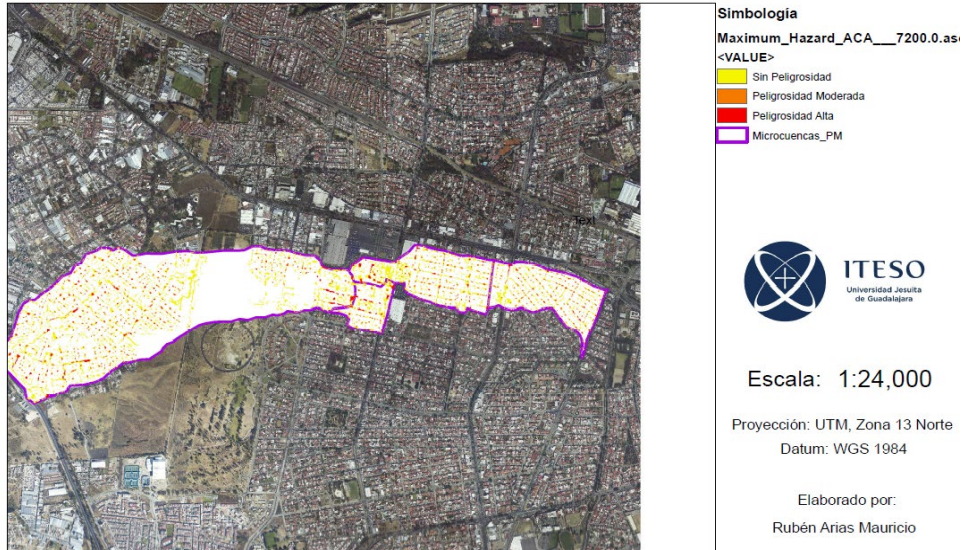 Simbología
Maximum_Hazard_ACA___7200.0.asc
<VALUE>
Sin Peligrosidad
Peligrosidad Moderada
Peligrosidad Alta
Microcuencas_PM
Text
ITESO
Universidad Jesuita
de Guadalajara
Escala: 1:24,000
Proyección: UTM, Zona 13 Norte
Datum: WGS 1984
Elaborado por:
Rubén Arias Mauricio